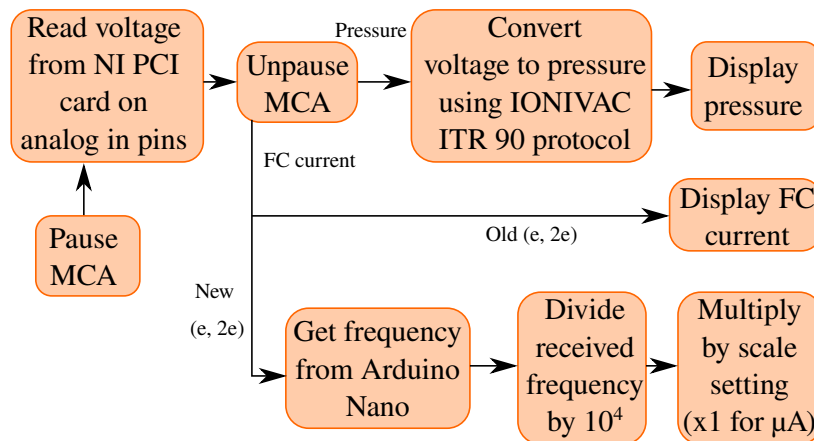 Read voltage
from NI PCI
card on
analog in pins
Pause
MCA
Unpause
MCA
Pressure
Convert
voltage to pressure
using IONIVAC
ITR 90 protocol
Display
pressure
FC current
Old (e, 2e)
Display FC
current
New
(e, 2e)
Get frequency
from Arduino
Nano
Divide
received
frequency
by 10⁴
Multiply
by scale
setting
(x1 for µA)